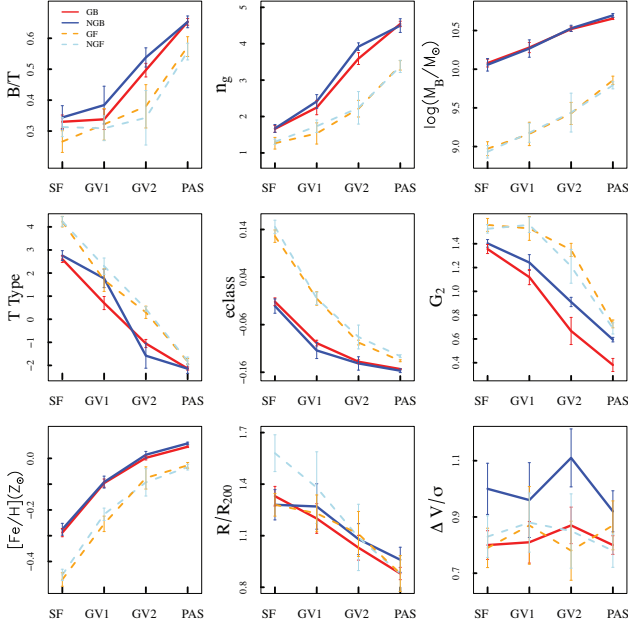 GB
NGB
GF
NGF
B/T
0.3 0.4 0.5 0.6
SF GV1 GV2 PAS
n_g
1 2 3 4 5
SF GV1 GV2 PAS
log(M_B/M_⊙)
9.0 9.5 10.0 10.5
SF GV1 GV2 PAS
T Type
-2 -1 0 1 2 3 4
SF GV1 GV2 PAS
eclass
-0.16 -0.06 0.04 0.14
SF GV1 GV2 PAS
G_2
0.4 0.6 0.8 1.0 1.2 1.4
SF GV1 GV2 PAS
[Fe/H](Z_⊙)
-0.4 -0.2 0.0
SF GV1 GV2 PAS
R/R_200
0.8 1.1 1.4 1.7
SF GV1 GV2 PAS
Δ V/σ
0.7 0.9 1.1
SF GV1 GV2 PAS